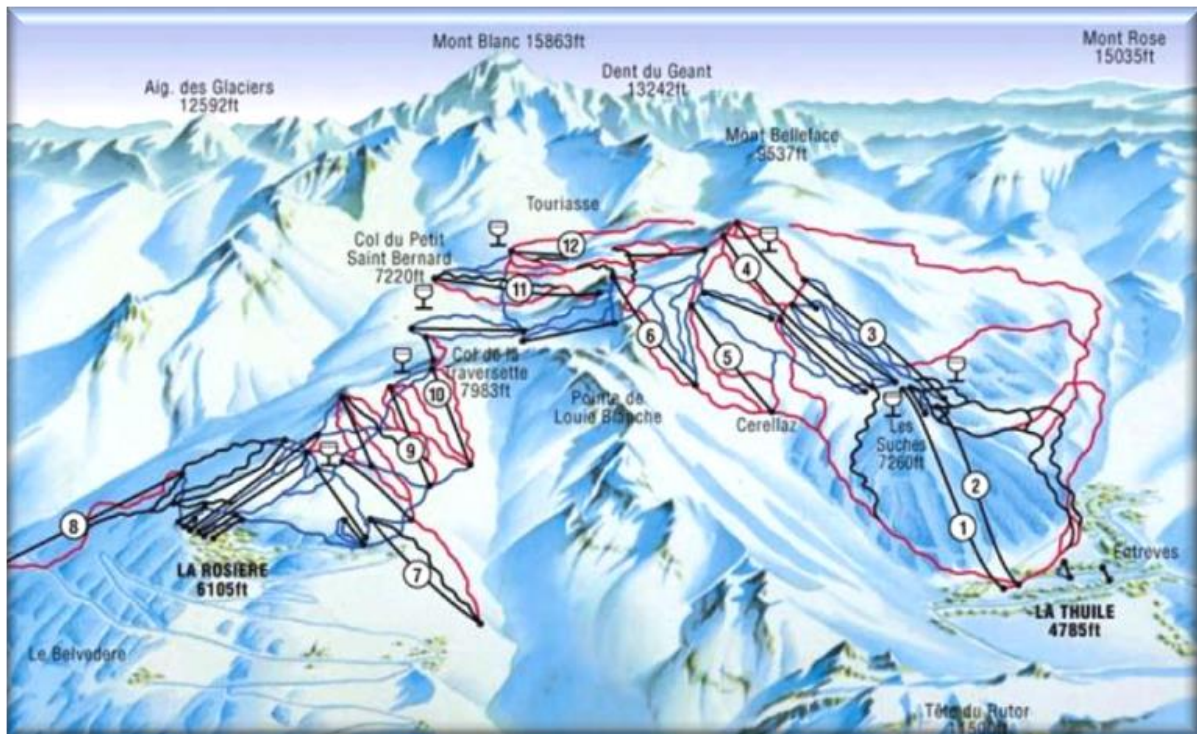 Mont Blanc 15863ft
Mont Rose
15035ft
Aig. des Glaciers
12592ft
Dent du Geant
13242ft
Mont Belleface
9537ft
Touriasse
Col du Petit
Saint Bernard
7220ft
12
11
4
3
6
5
Col de la
Traversette
7983ft
10
Pointe de
Louie Blanche
Cerellaz
Les
Suches
7260ft
9
2
1
8
7
LA ROSIERE
6105ft
Entreves
LA THUILE
4785ft
Le Belvedere
Tête du Rutor